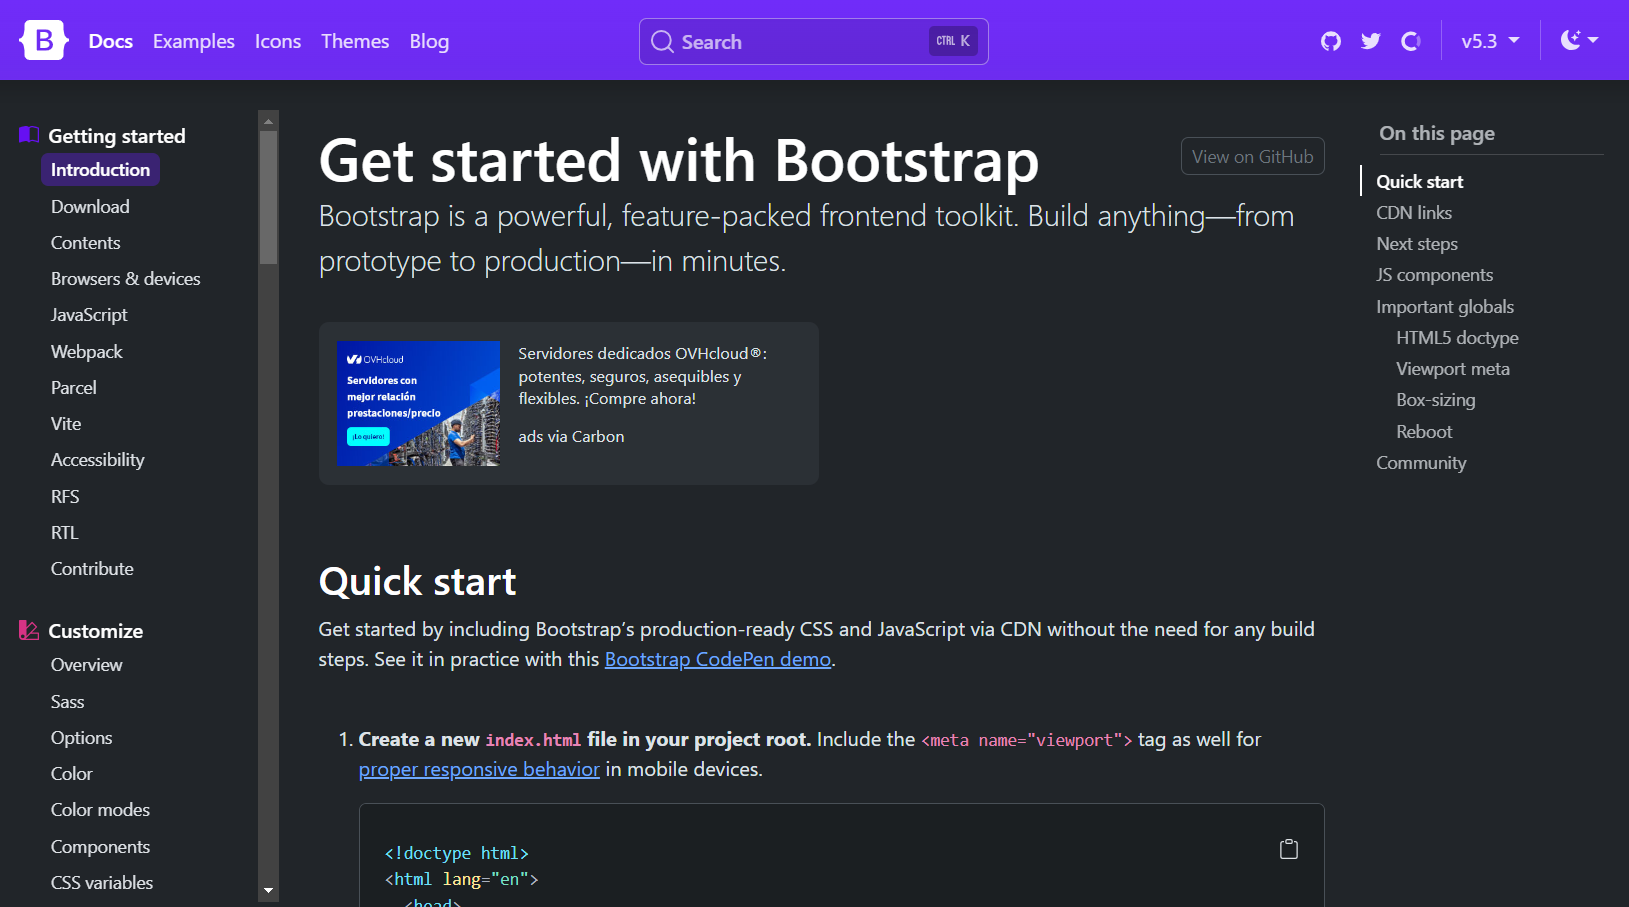 B
Docs
Examples
Icons
Themes
Blog
Search
CTRL K
v5.3
Getting started
Introduction
Download
Contents
Browsers & devices
JavaScript
Webpack
Parcel
Vite
Accessibility
RFS
RTL
Contribute
Customize
Overview
Sass
Options
Color
Color modes
Components
CSS variables
Get started with Bootstrap
View on GitHub
Bootstrap is a powerful, feature-packed frontend toolkit. Build anything—from
prototype to production—in minutes.
OVHcloud
Servidores con
mejor relación
prestaciones/precio
¡Lo quiero!
Servidores dedicados OVHcloud®:
potentes, seguros, asequibles y
flexibles. ¡Compre ahora!
ads via Carbon
Quick start
Get started by including Bootstrap’s production-ready CSS and JavaScript via CDN without the need for any build
steps. See it in practice with this Bootstrap CodePen demo.
1. Create a new index.html file in your project root. Include the <meta name="viewport"> tag as well for
proper responsive behavior in mobile devices.
<!doctype html>
<html lang="en">
<head>
On this page
Quick start
CDN links
Next steps
JS components
Important globals
HTML5 doctype
Viewport meta
Box-sizing
Reboot
Community